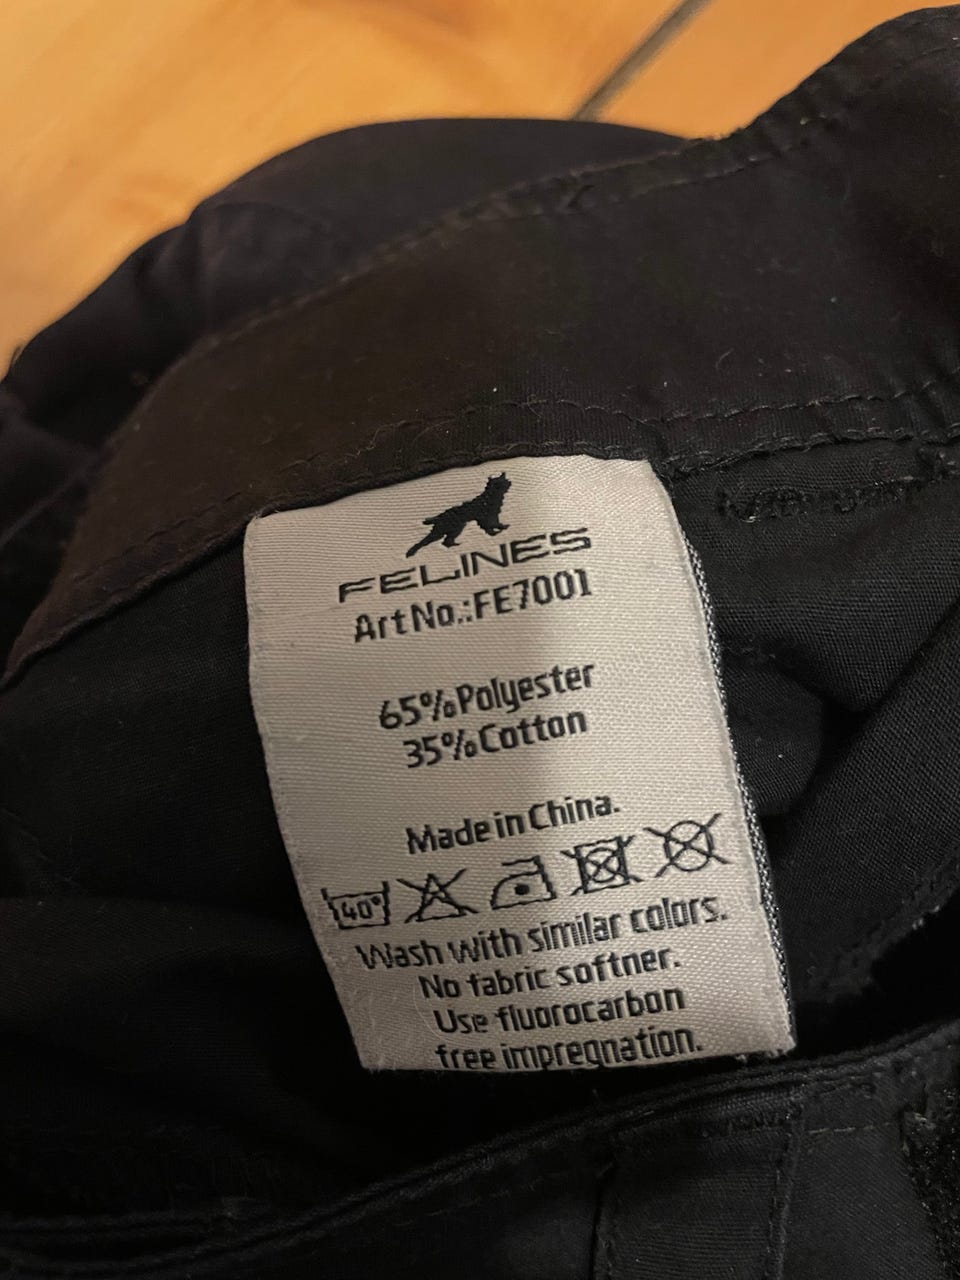 FELINES
Art No.:FE7001
65% Polyester
35% Cotton
Made in China.
40°
Wash with similar colors.
No fabric softner.
Use fluorocarbon
free impregnation.